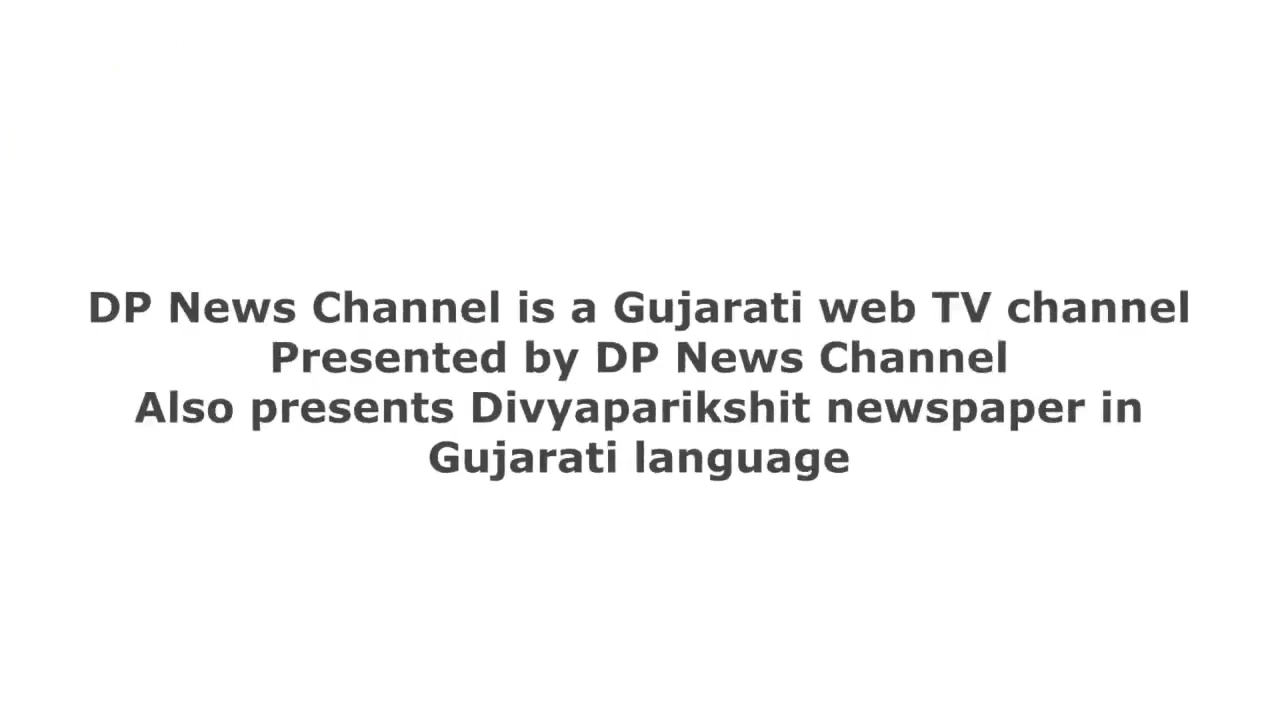 DP News Channel is a Gujarati web TV channel
Presented by DP News Channel
Also presents Divyaparikshit newspaper in
Gujarati language